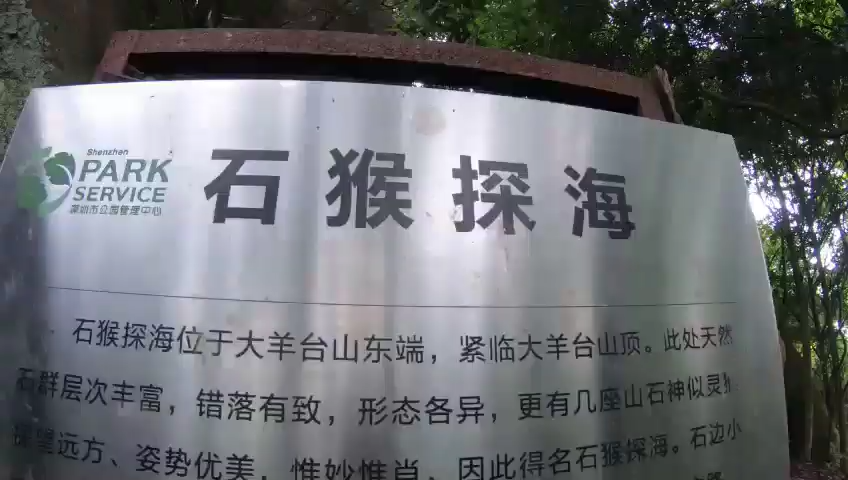 Shenzhen
PARK
SERVICE
深圳市公园管理中心
石猴探海
石猴探海位于大羊台山东端，紧临大羊台山顶。此处天然
石群层次丰富，错落有致，形态各异，更有几座山石神似灵猴
探望远方、姿势优美，惟妙惟肖，因此得名石猴探海。石边小